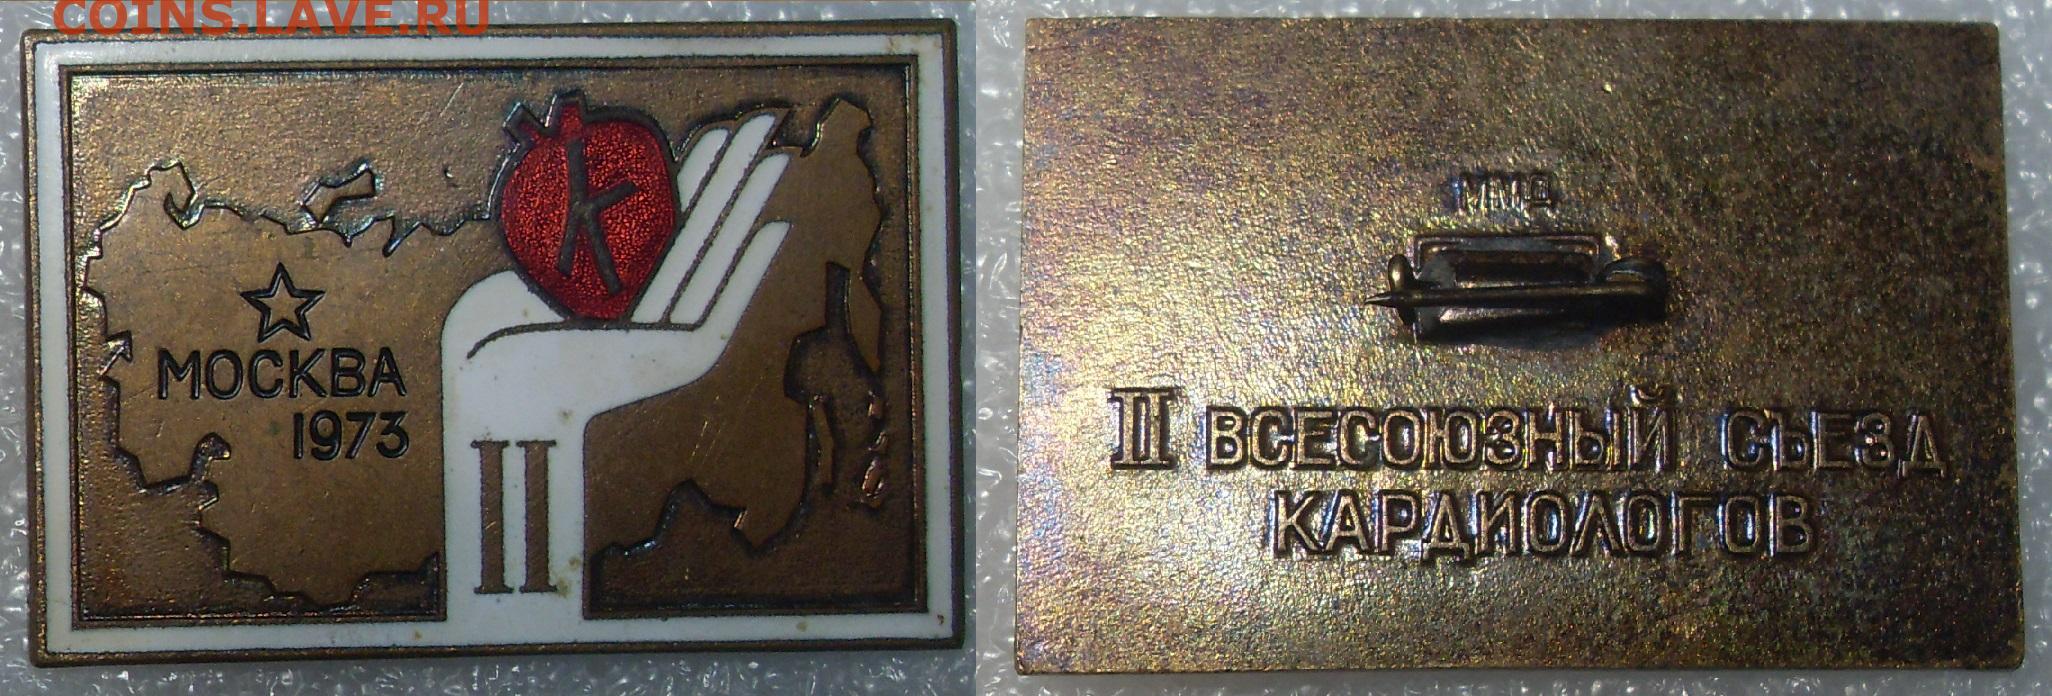 COINS.LAVE.RU
К
МОСКВА
1973
II
ММД
II ВСЕСОЮЗНЫЙ СЪЕЗД
КАРДИОЛОГОВ